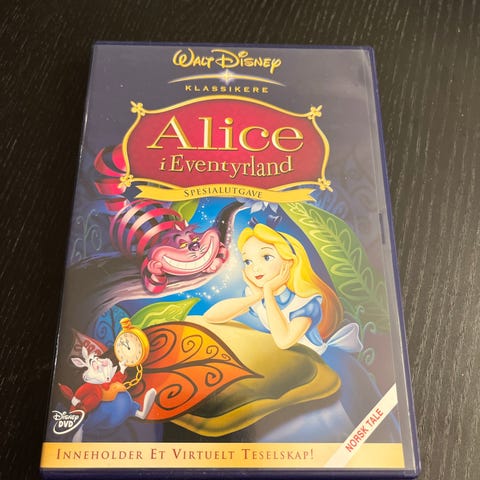 WALT DISNEY
KLASSIKERE
Alice
i Eventyrland
SPESIALUTGAVE
Disney
DVD
NORSK TALE
INNEHOLDER ET VIRTUELT TESELSKAP!